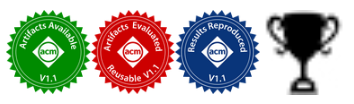 Artifacts Available
acm
V1.1
Artifacts Evaluated
acm
Reusable V1.1
Results Reproduced
acm
V1.1